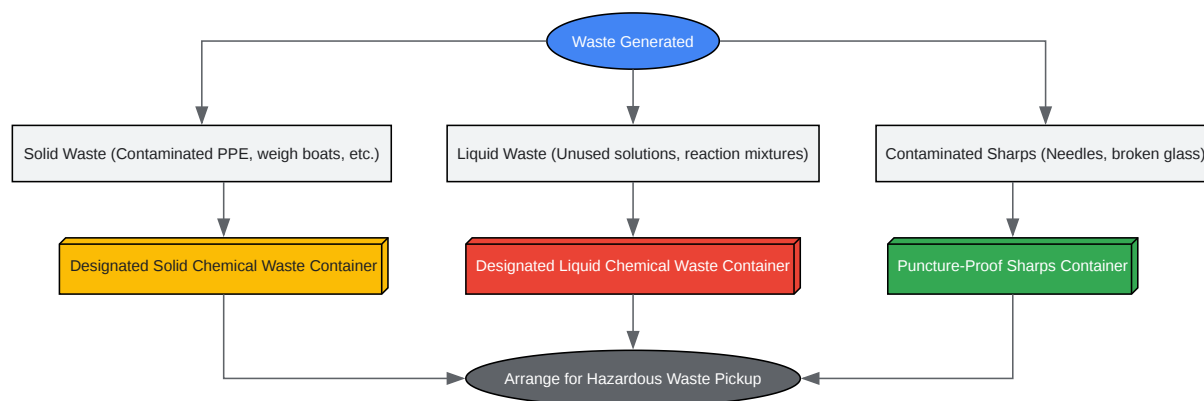 Waste Generated
Solid Waste (Contaminated PPE, weigh boats, etc.)
Liquid Waste (Unused solutions, reaction mixtures)
Contaminated Sharps (Needles, broken glass)
Designated Solid Chemical Waste Container
Designated Liquid Chemical Waste Container
Puncture-Proof Sharps Container
Arrange for Hazardous Waste Pickup